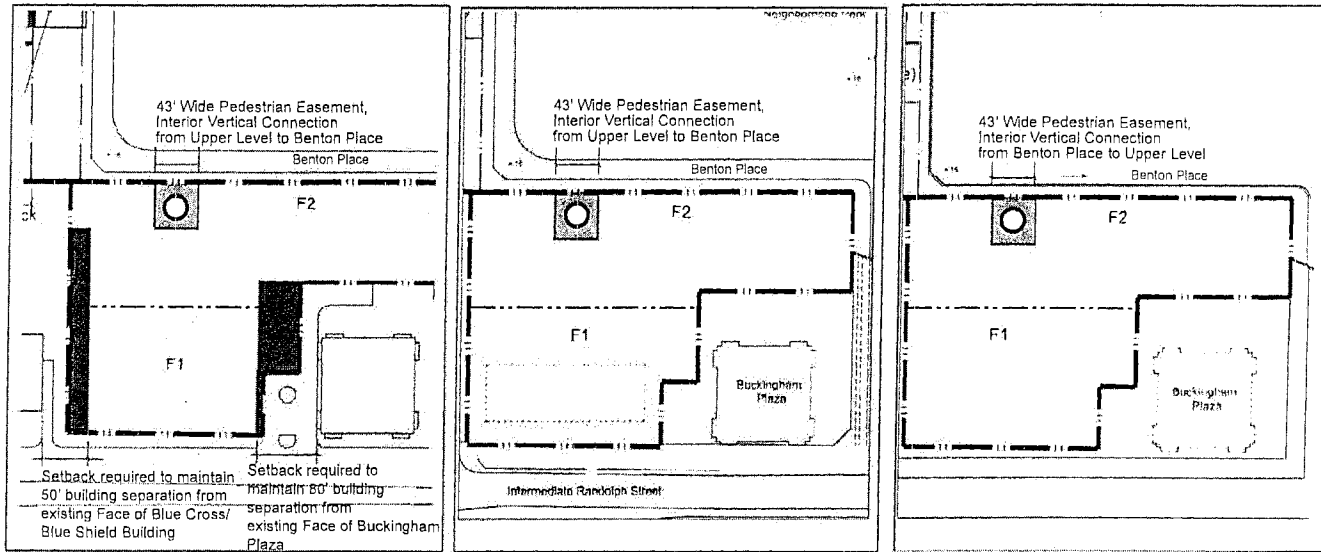 43' Wide Pedestrian Easement,
Interior Vertical Connection
from Upper Level to Benton Place
Benton Place
F2
F1
Setback required to maintain
50' building separation from
existing Face of Blue Cross/
Blue Shield Building
Setback required to
maintain 80' building
separation from
existing Face of Buckingham
Plaza
43' Wide Pedestrian Easement,
Interior Vertical Connection
from Upper Level to Benton Place
Benton Place
F2
F1
Buckingham
Plaza
Intermediate Randolph Street
43' Wide Pedestrian Easement,
Interior Vertical Connection
from Benton Place to Upper Level
Benton Place
F2
F1
Buckingham
Plaza